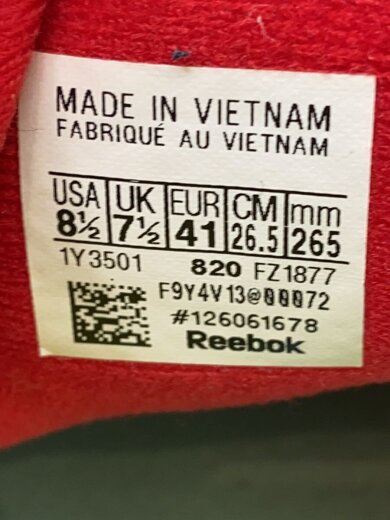 MADE IN VIETNAM
FABRIQUÉ AU VIETNAM
USA UK EUR CM mm
8½ 7½ 41 26.5 265
1Y3501 820 FZ1877
F9Y4V13@00072
#126061678
Reebok